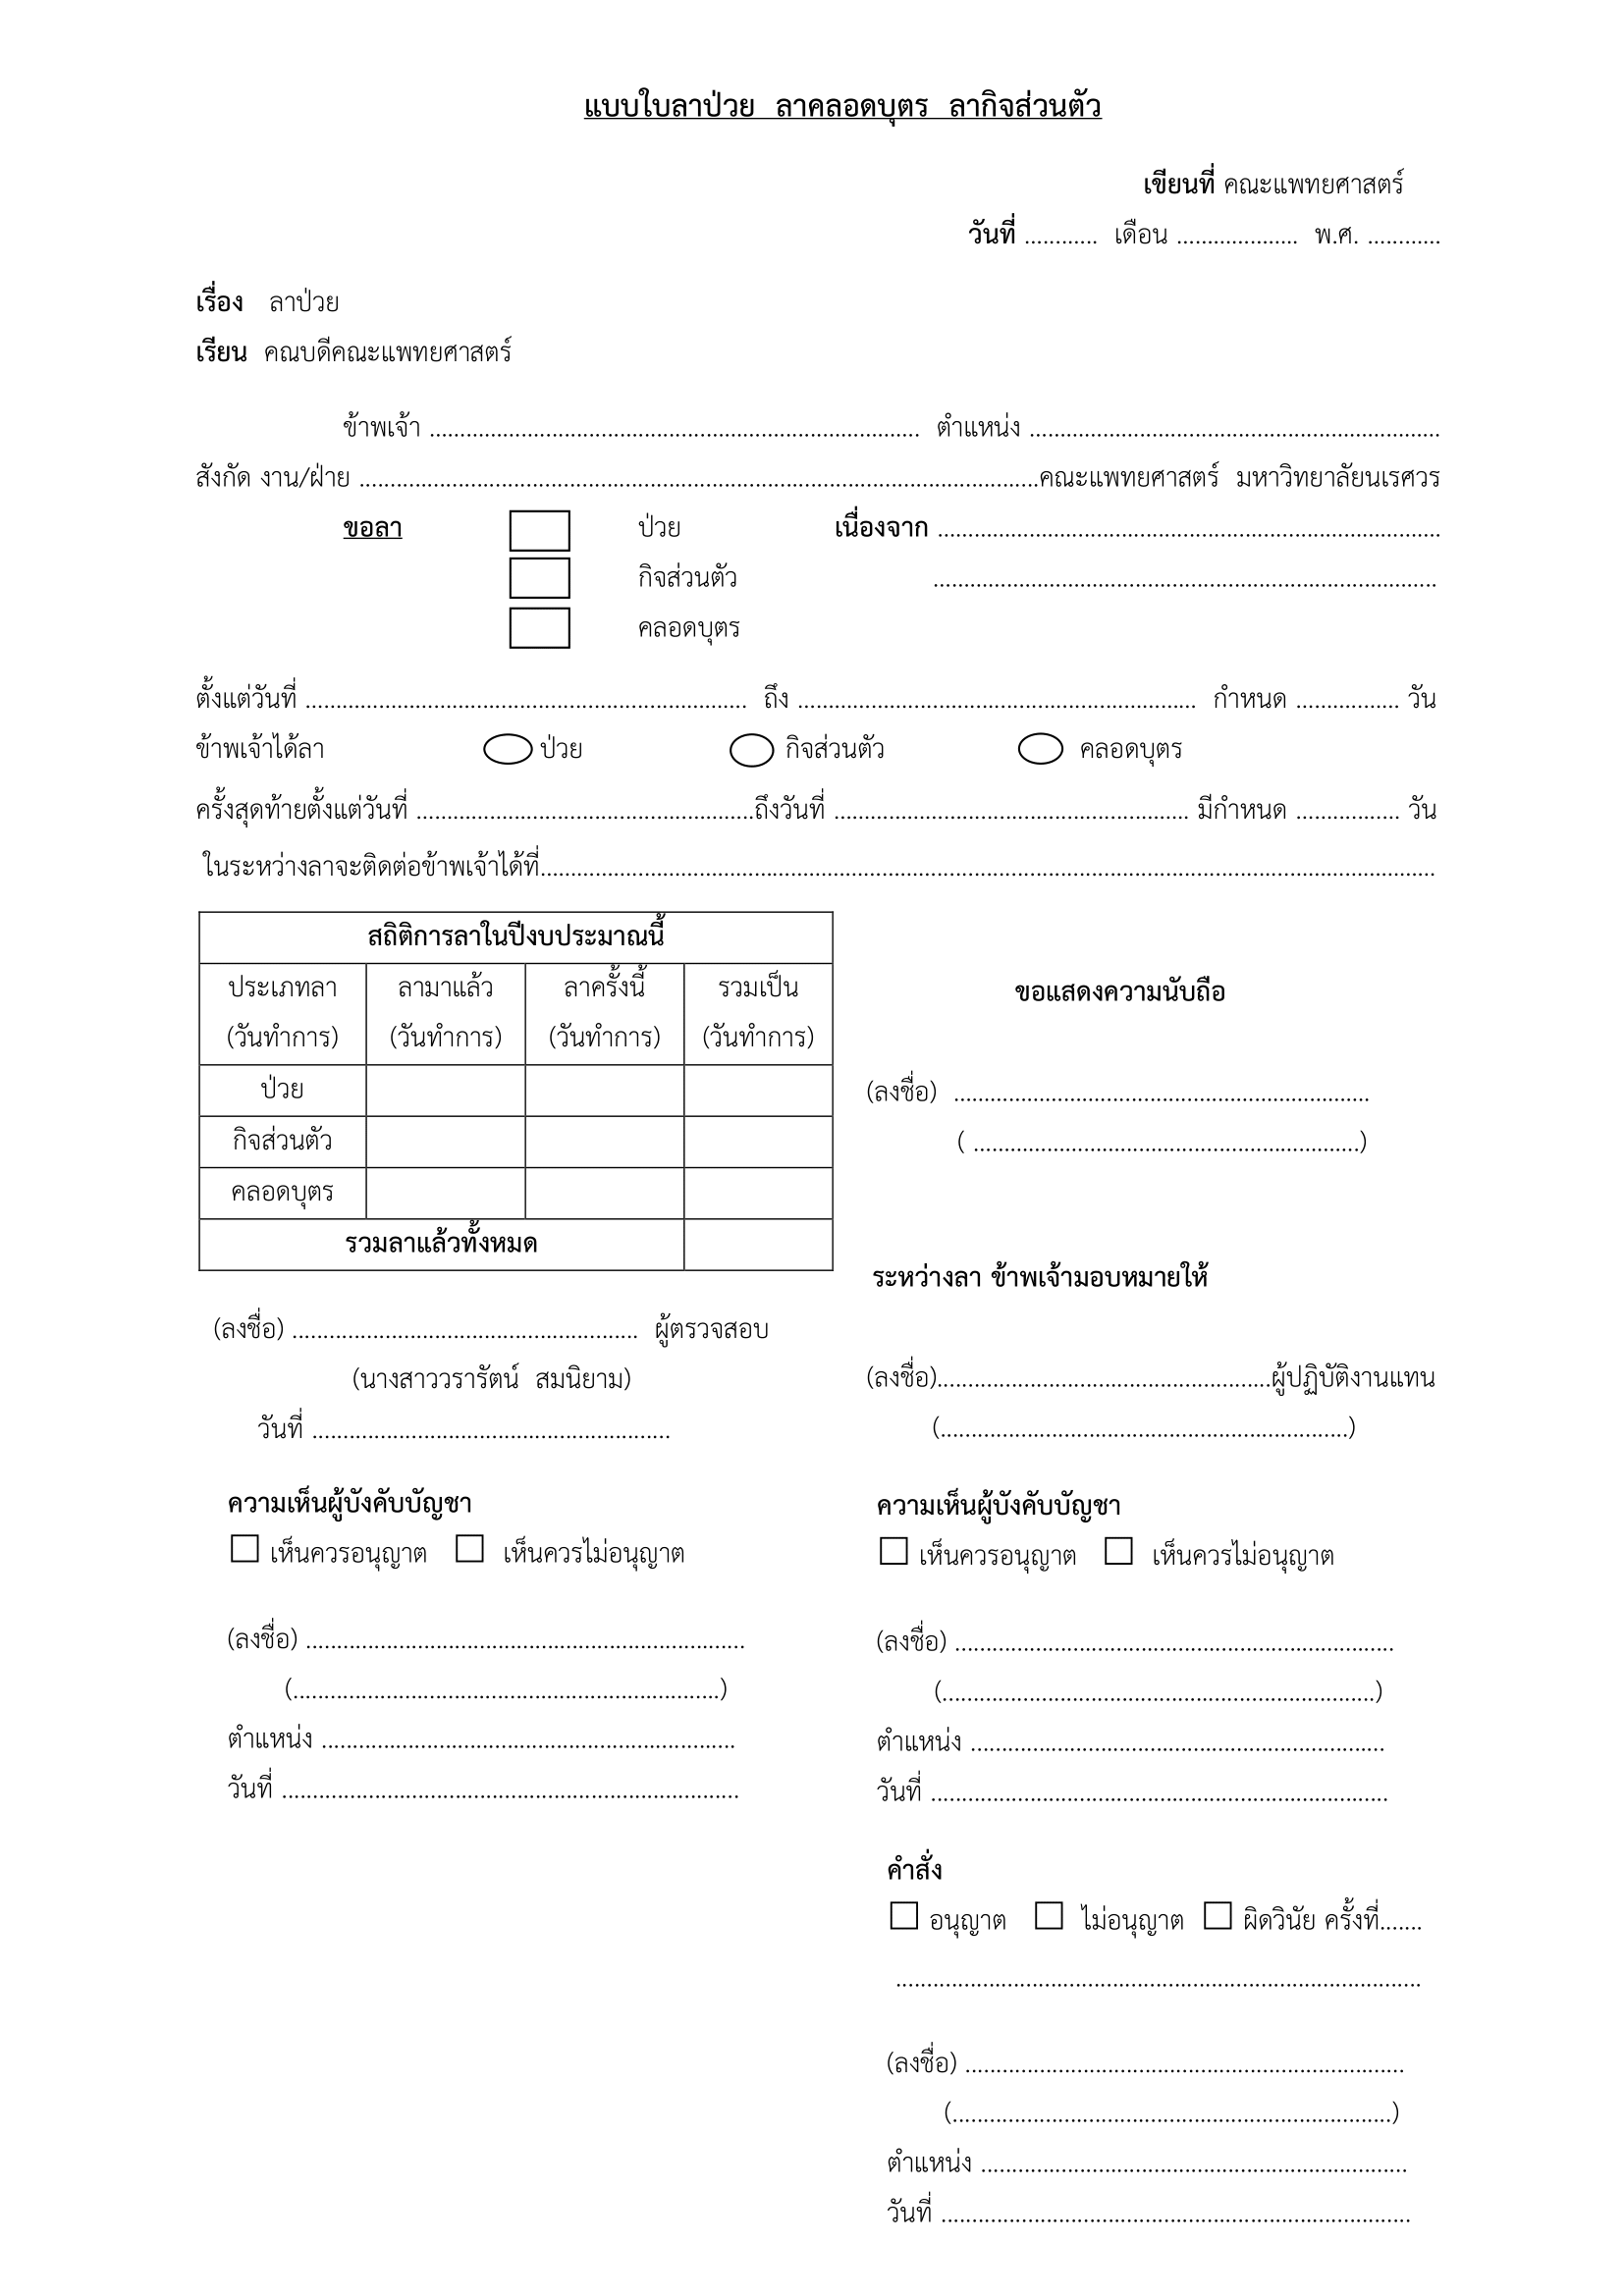 แบบใบลาป่วย ลาคลอดบุตร ลากิจส่วนตัว
เขียนที่ คณะแพทยศาสตร์
วันที่ ............ เดือน .................... พ.ศ. ............
เรื่อง ลาป่วย
เรียน คณบดีคณะแพทยศาสตร์
ข้าพเจ้า ................................................................................ ตำแหน่ง ...................................................................
สังกัด งาน/ฝ่าย ...............................................................................................................คณะแพทยศาสตร์ มหาวิทยาลัยนเรศวร
ขอลา ป่วย เนื่องจาก ..................................................................................
กิจส่วนตัว ..................................................................................
คลอดบุตร
ตั้งแต่วันที่ ........................................................................ ถึง ................................................................. กำหนด ................. วัน
ข้าพเจ้าได้ลา ป่วย กิจส่วนตัว คลอดบุตร
ครั้งสุดท้ายตั้งแต่วันที่ .......................................................ถึงวันที่ .......................................................... มีกำหนด ................. วัน
ในระหว่างลาจะติดต่อข้าพเจ้าได้ที่..................................................................................................................................................
สถิติการลาในปีงบประมาณนี้
ประเภทลา ลามาแล้ว ลาครั้งนี้ รวมเป็น
(วันทำการ) (วันทำการ) (วันทำการ) (วันทำการ)
ป่วย
กิจส่วนตัว
คลอดบุตร
รวมลาแล้วทั้งหมด
ขอแสดงความนับถือ
(ลงชื่อ) ....................................................................
( ...............................................................)
ระหว่างลา ข้าพเจ้ามอบหมายให้
(ลงชื่อ) ......................................................... ผู้ตรวจสอบ
(นางสาววรารัตน์ สมนิยาม)
วันที่ ..........................................................
(ลงชื่อ).......................................................ผู้ปฏิบัติงานแทน
(...................................................................)
ความเห็นผู้บังคับบัญชา
เห็นควรอนุญาต เห็นควรไม่อนุญาต
(ลงชื่อ) ........................................................................
(......................................................................)
ตำแหน่ง ....................................................................
วันที่ ...........................................................................
ความเห็นผู้บังคับบัญชา
เห็นควรอนุญาต เห็นควรไม่อนุญาต
(ลงชื่อ) ........................................................................
(.......................................................................)
ตำแหน่ง ....................................................................
วันที่ ...........................................................................
คำสั่ง
อนุญาต ไม่อนุญาต ผิดวินัย ครั้งที่.......
......................................................................................
(ลงชื่อ) ........................................................................
(........................................................................)
ตำแหน่ง ......................................................................
วันที่ .............................................................................